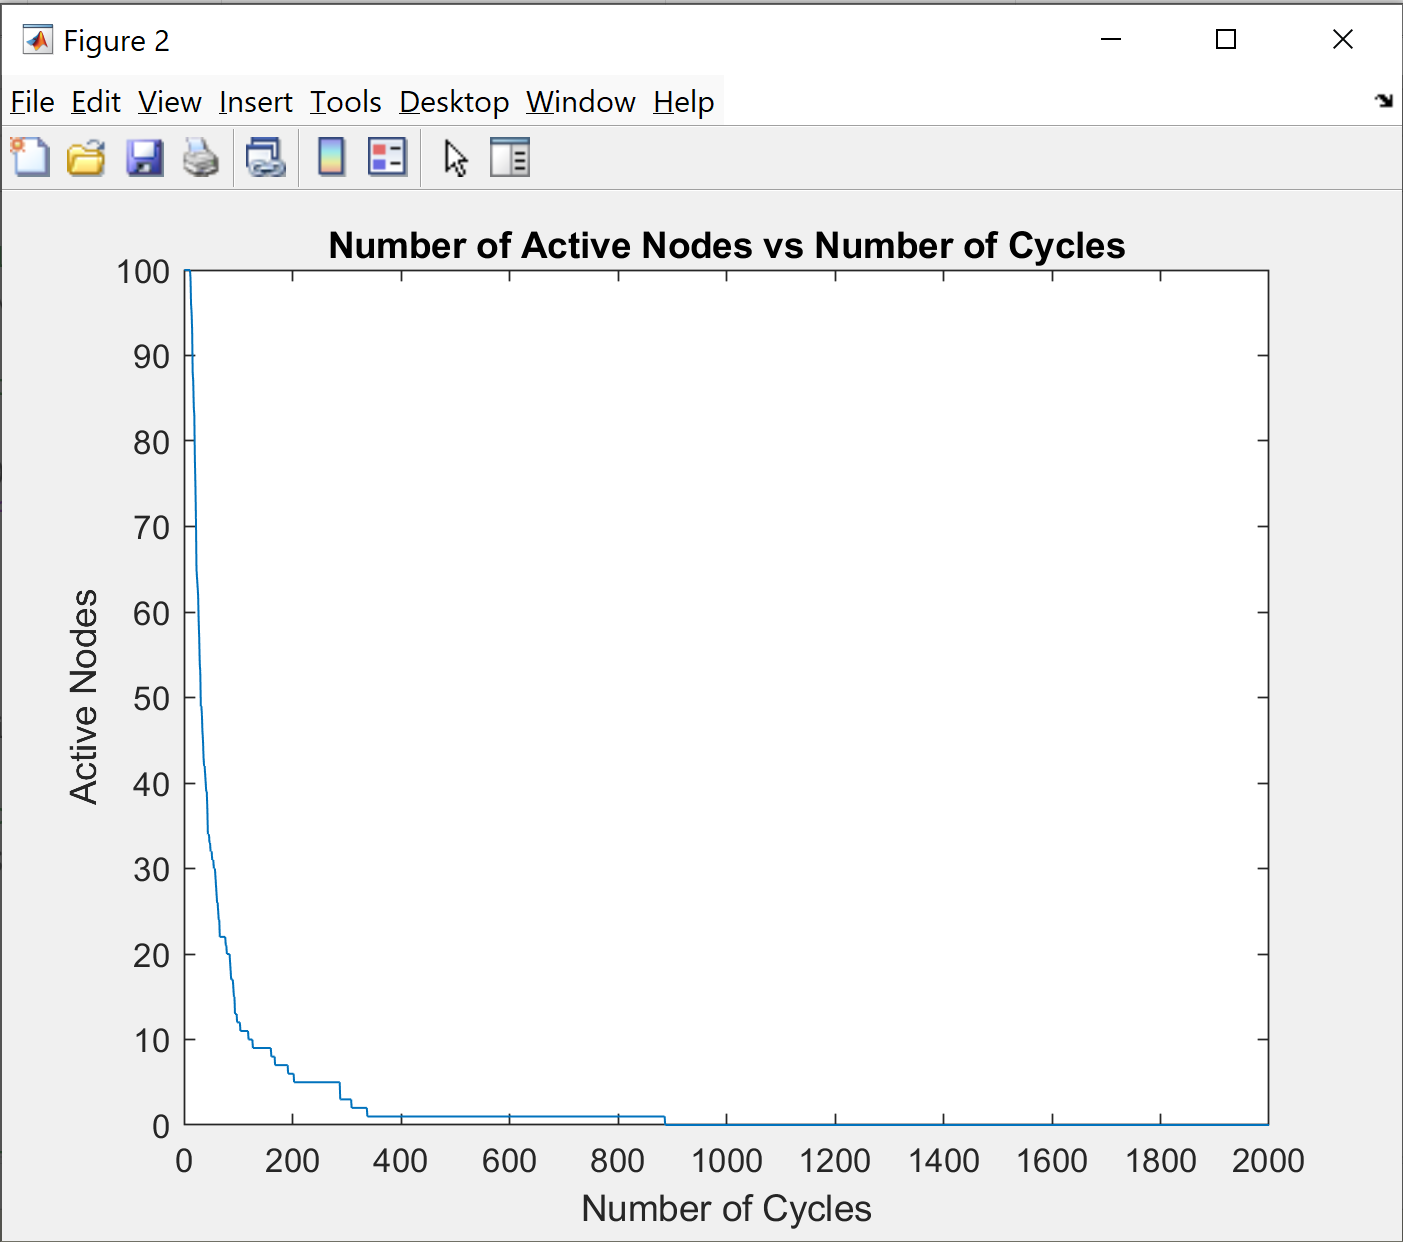 Figure 2
File Edit View Insert Tools Desktop Window Help
Number of Active Nodes vs Number of Cycles
100
90
80
70
60
50
40
30
20
10
0
Active Nodes
0 200 400 600 800 1000 1200 1400 1600 1800 2000
Number of Cycles